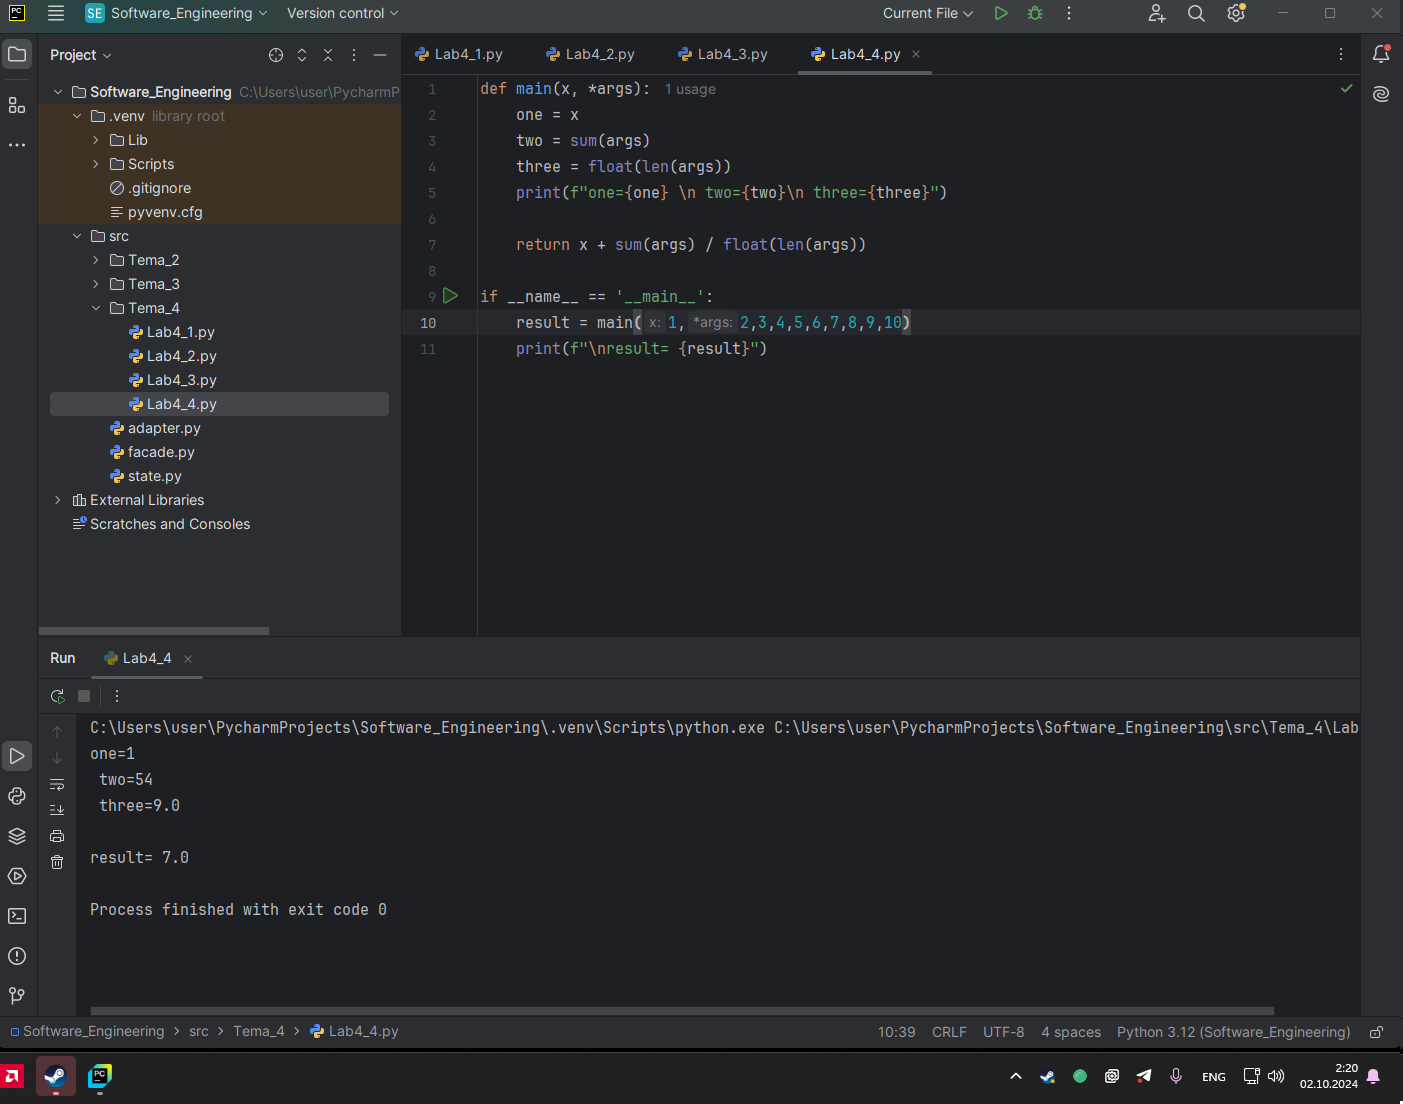 PC
SE Software_Engineering
Version control
Current File
Project
Lab4_1.py
Lab4_2.py
Lab4_3.py
Lab4_4.py
Software_Engineering C:\Users\user\PycharmP
.venv library root
Lib
Scripts
.gitignore
pyvenv.cfg
src
Tema_2
Tema_3
Tema_4
Lab4_1.py
Lab4_2.py
Lab4_3.py
Lab4_4.py
adapter.py
facade.py
state.py
External Libraries
Scratches and Consoles
1 def main(x, *args): 1 usage
2 one = x
3 two = sum(args)
4 three = float(len(args))
5 print(f"one={one} \n two={two}\n three={three}")
6
7 return x + sum(args) / float(len(args))
8
9 if __name__ == '__main__':
10 result = main( x: 1, *args: 2,3,4,5,6,7,8,9,10)
11 print(f"\nresult= {result}")
Run
Lab4_4
C:\Users\user\PycharmProjects\Software_Engineering\.venv\Scripts\python.exe C:\Users\user\PycharmProjects\Software_Engineering\src\Tema_4\Lab
one=1
two=54
three=9.0
result= 7.0
Process finished with exit code 0
Software_Engineering > src > Tema_4 > Lab4_4.py
10:39 CRLF UTF-8 4 spaces Python 3.12 (Software_Engineering)
PC
ENG
2:20
02.10.2024